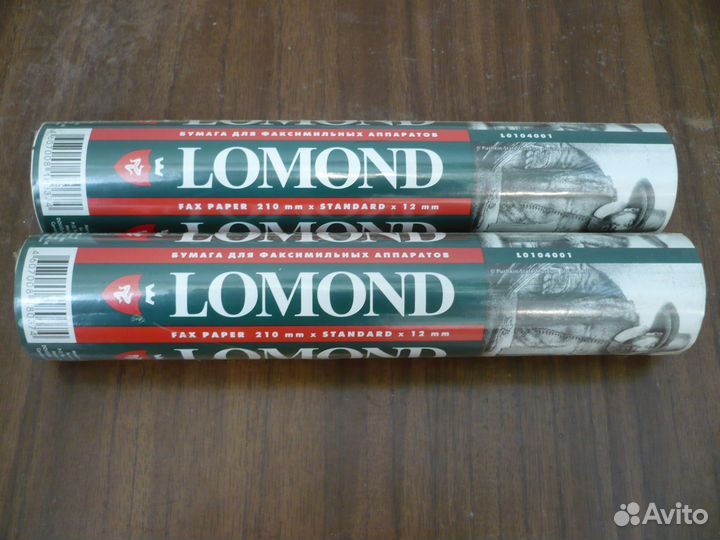 БУМАГА ДЛЯ ФАКСИМИЛЬНЫХ АППАРАТОВ
L0104001
LOMOND
FAX PAPER 210 mm x STANDARD x 12 mm
LOMOND
БУМАГА ДЛЯ ФАКСИМИЛЬНЫХ АППАРАТОВ
L0104001
LOMOND
FAX PAPER 210 mm x STANDARD x 12 mm
LOMOND
Avito